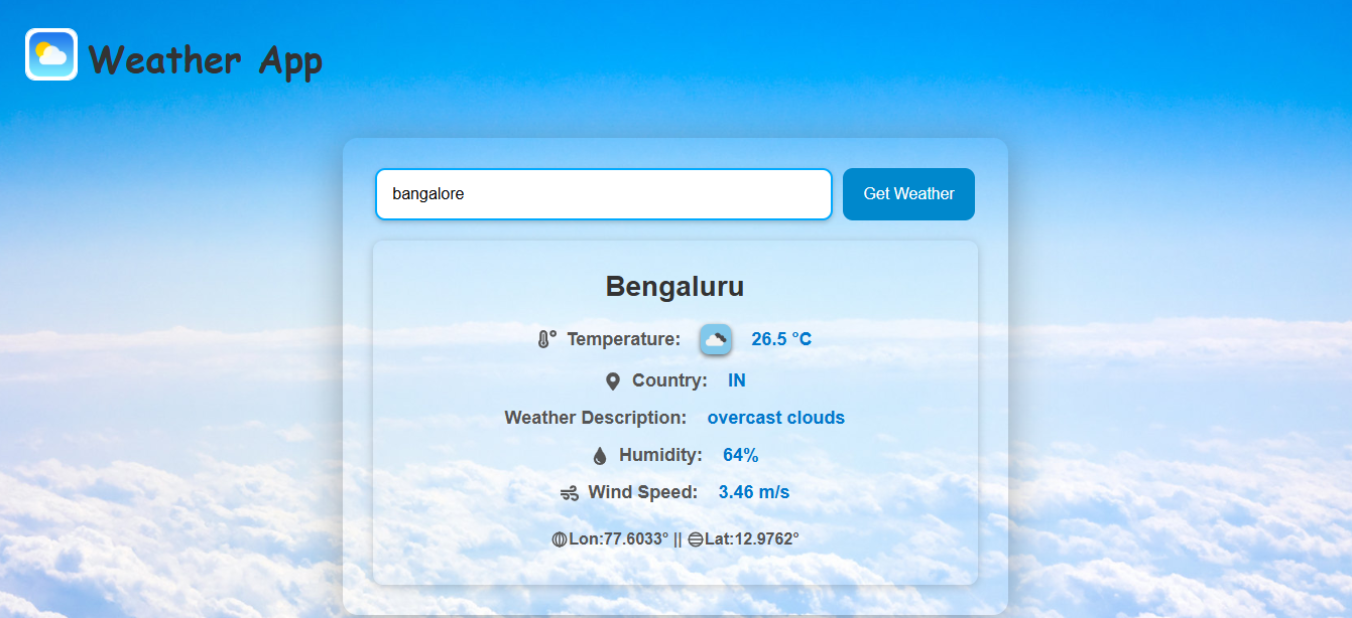 Weather App
bangalore
Get Weather
Bengaluru
Temperature: 26.5 °C
Country: IN
Weather Description: overcast clouds
Humidity: 64%
Wind Speed: 3.46 m/s
Lon:77.6033° || Lat:12.9762°